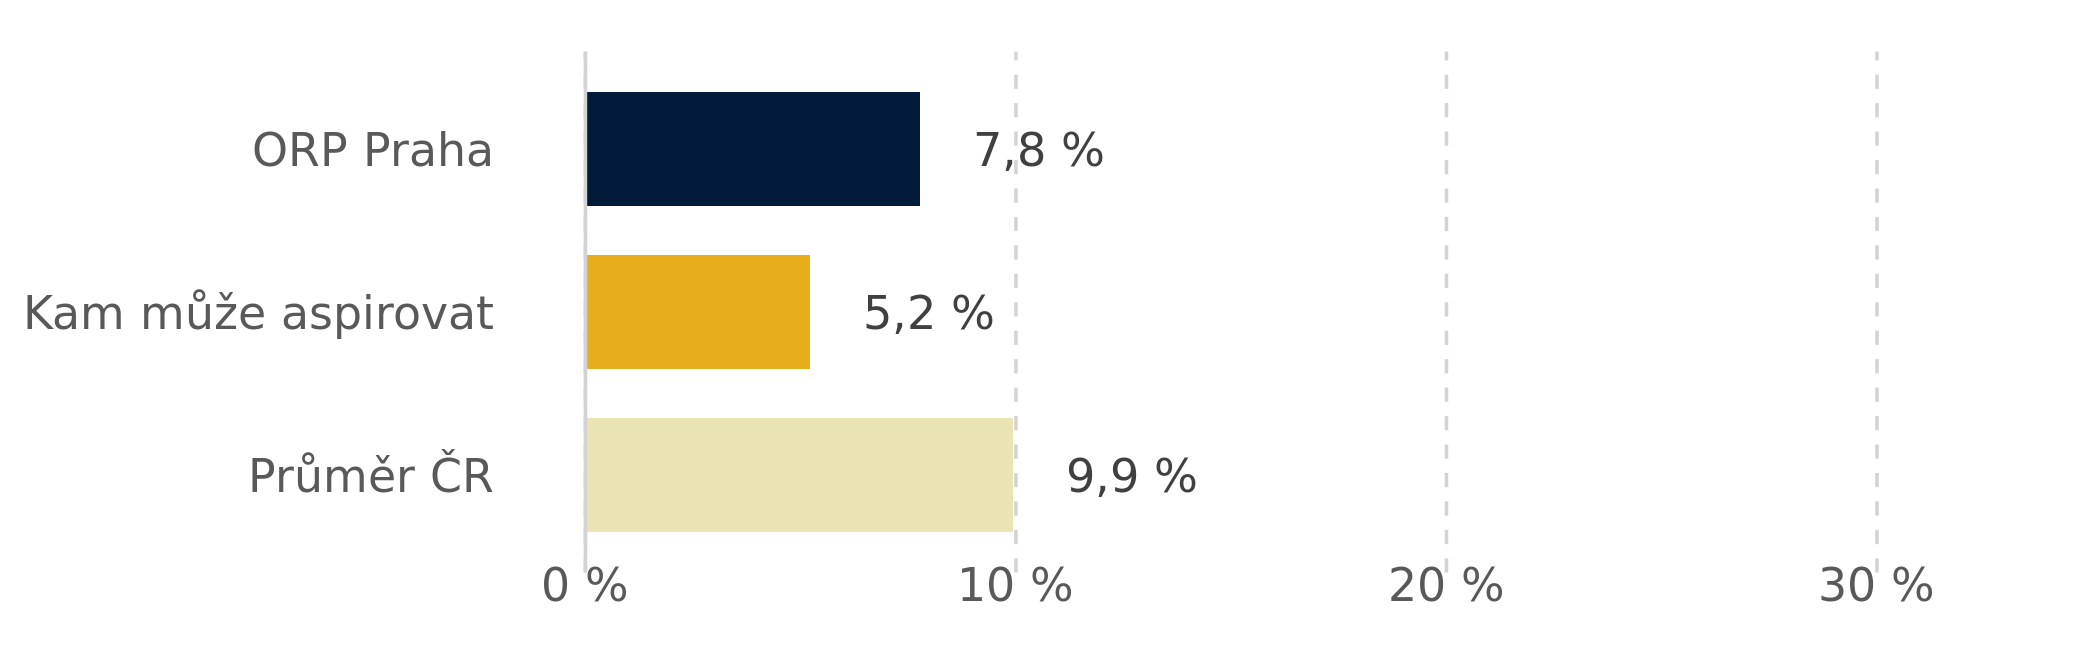 ORP Praha 7,8 %
Kam může aspirovat 5,2 %
Průměr ČR 9,9 %
0 % 10 % 20 % 30 %